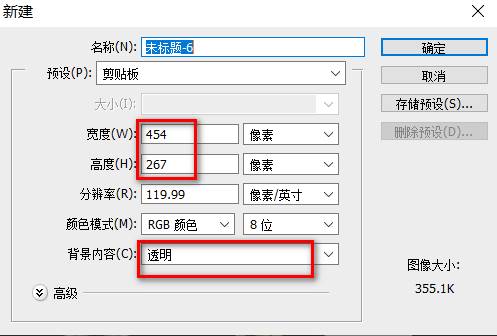 新建
名称(N): 未标题-6 确定
预设(P): 剪贴板 取消
大小(I): 存储预设(S)...
宽度(W): 454 像素 删除预设(D)...
高度(H): 267 像素
分辨率(R): 119.99 像素/英寸
颜色模式(M): RGB 颜色 8 位
背景内容(C): 透明 图像大小:
355.1K
高级